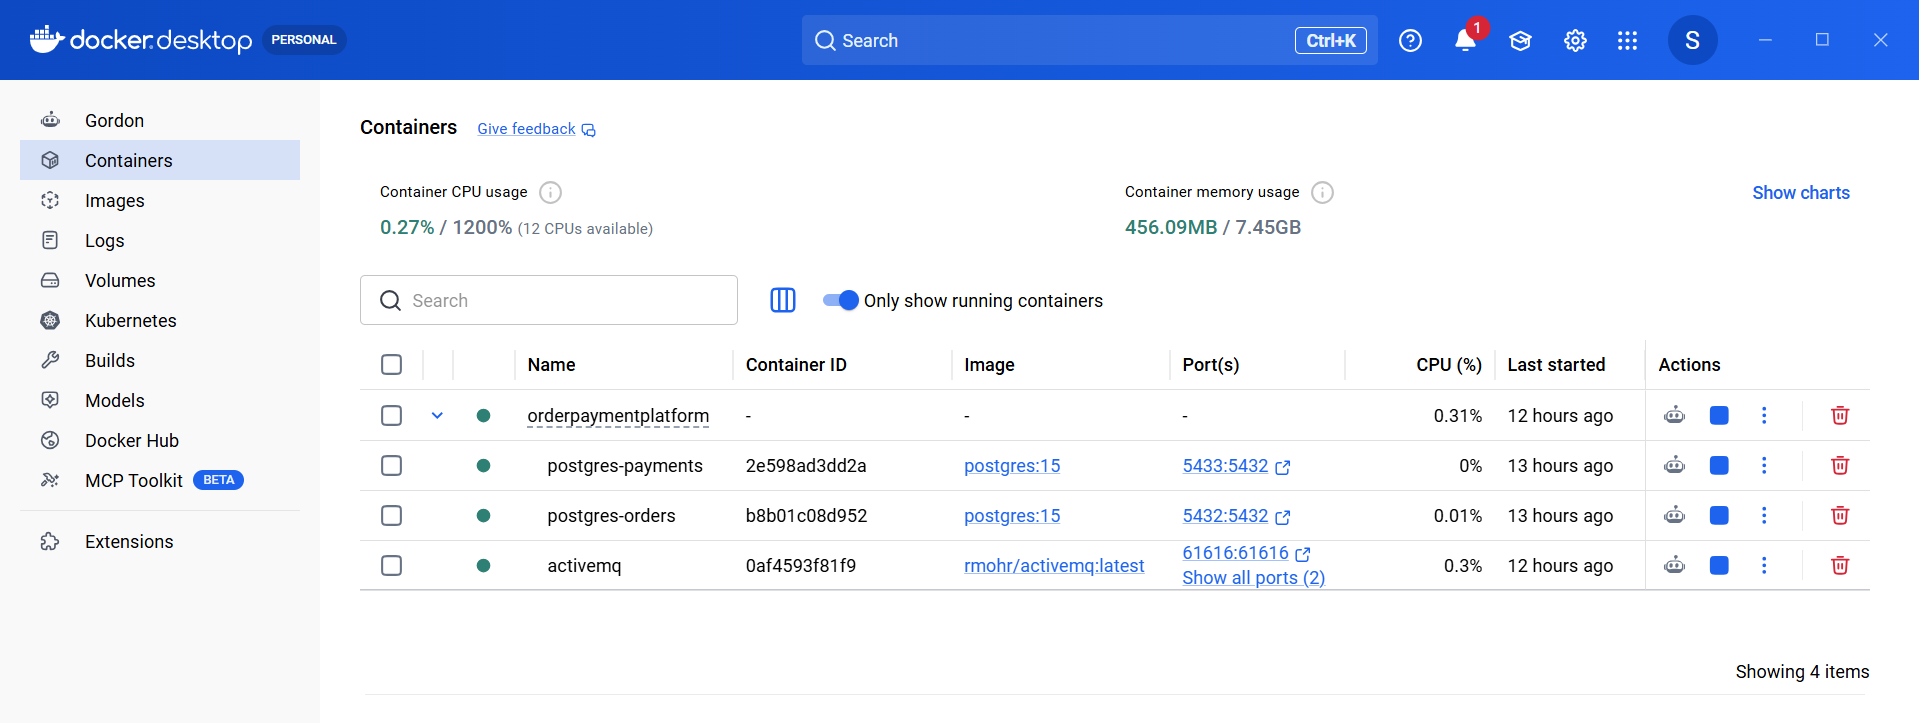 docker.desktop PERSONAL Search Ctrl+K 1 S
Gordon
Containers
Images
Logs
Volumes
Kubernetes
Builds
Models
Docker Hub
MCP Toolkit BETA
Extensions
Containers Give feedback
Container CPU usage
0.27% / 1200% (12 CPUs available)
Container memory usage
456.09MB / 7.45GB
Show charts
Search
Only show running containers
Name Container ID Image Port(s) CPU (%) Last started Actions
orderpaymentplatform - - - 0.31% 12 hours ago
postgres-payments 2e598ad3dd2a postgres:15 5433:5432 0% 13 hours ago
postgres-orders b8b01c08d952 postgres:15 5432:5432 0.01% 13 hours ago
activemq 0af4593f81f9 rmohr/activemq:latest 61616:61616 0.3% 12 hours ago
Show all ports (2)
Showing 4 items